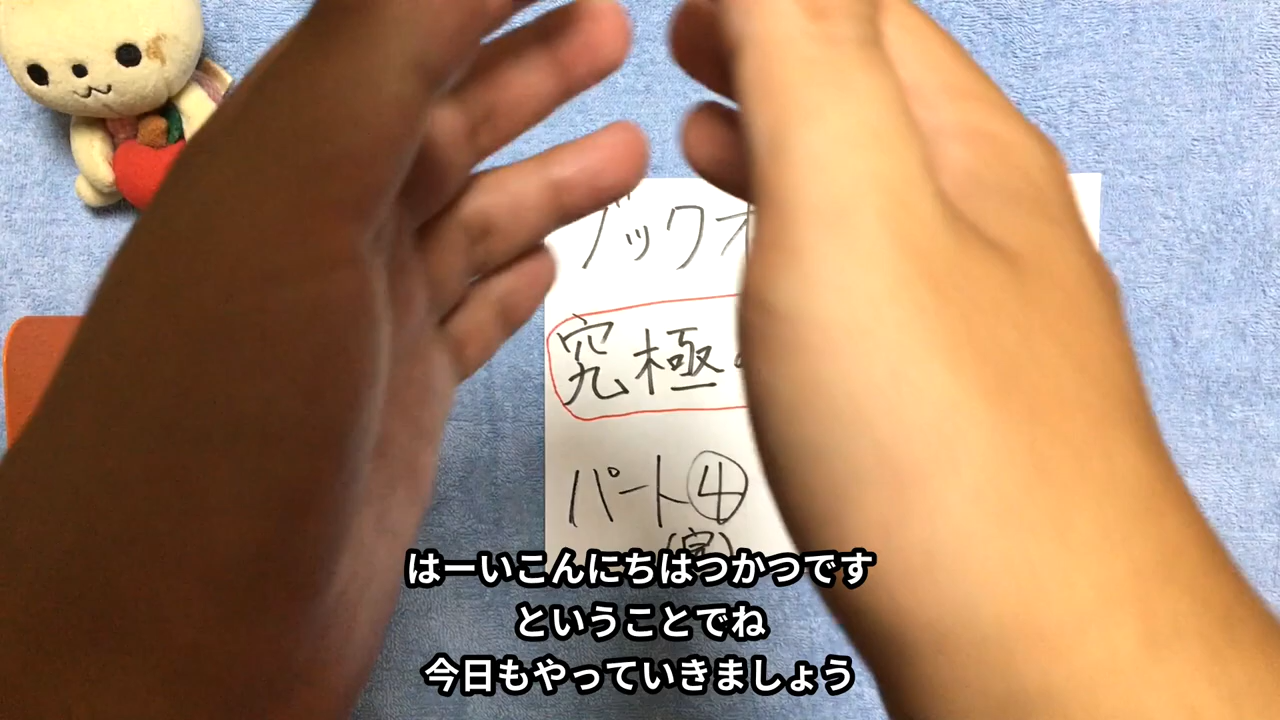 ブックオ
究極
パート④
(完)
はーいこんにちはつかつです
ということでね
今日もやっていきましょう